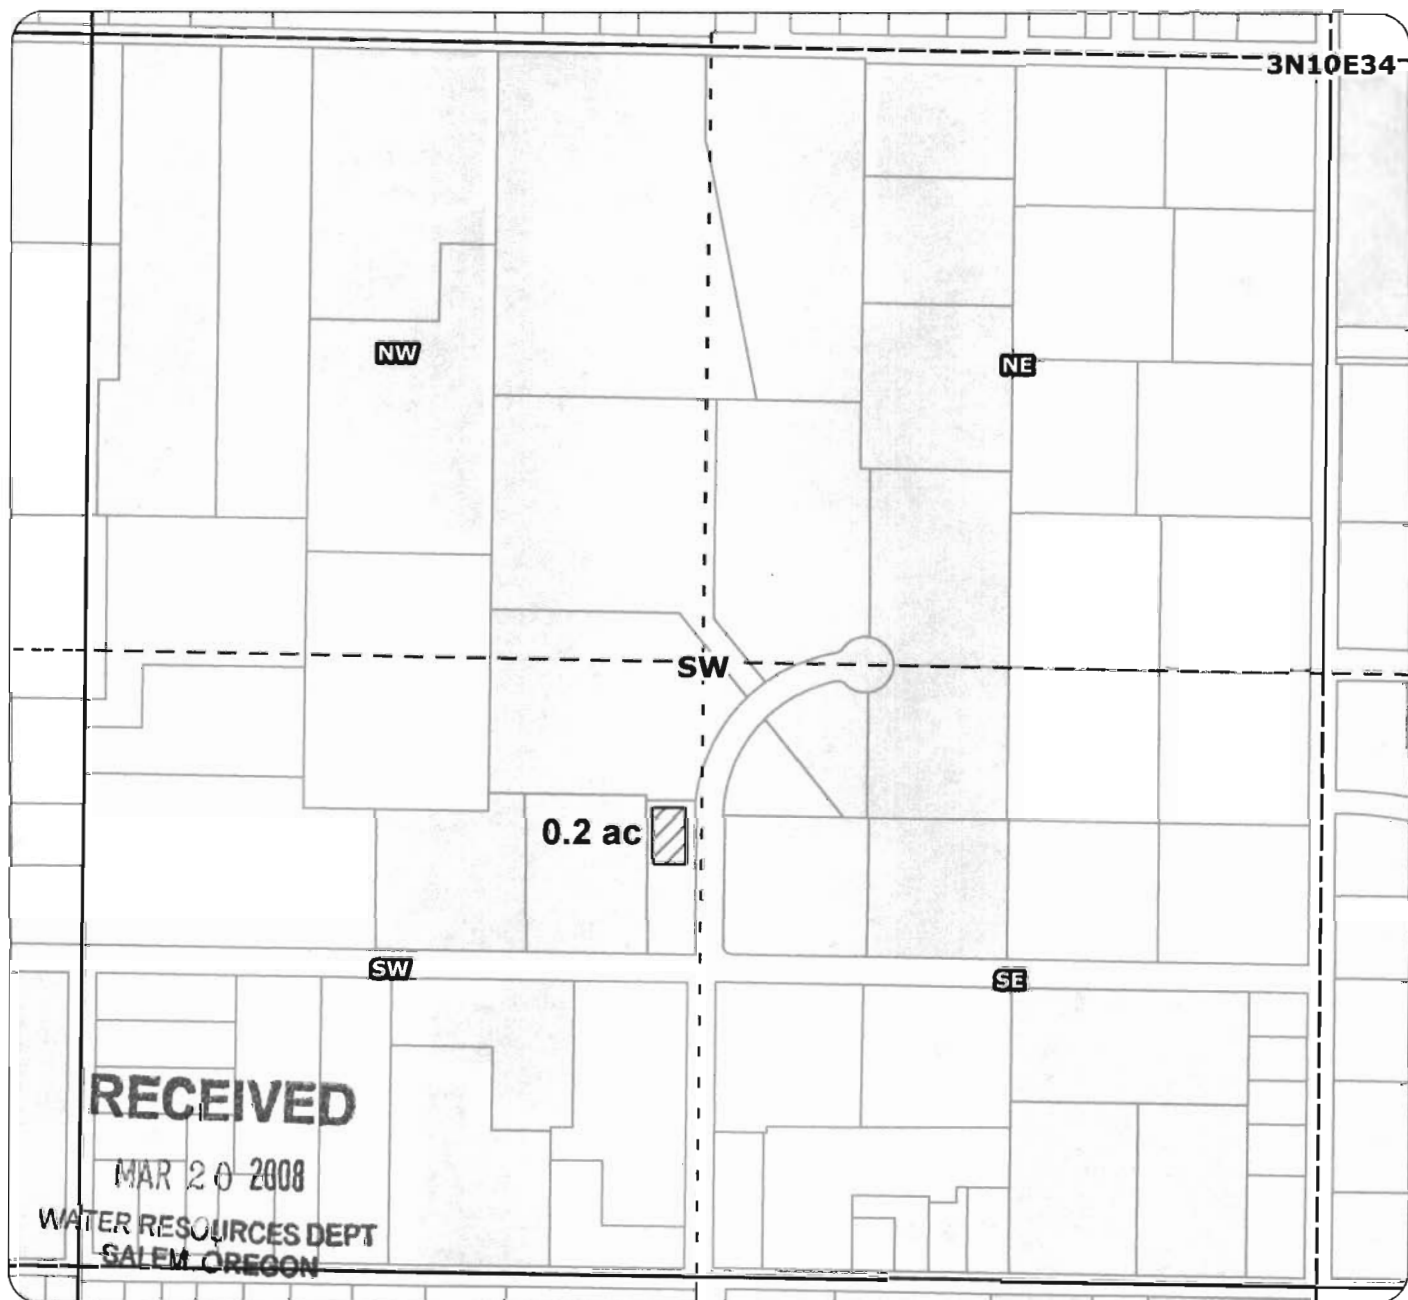 3N10E34
NW
NE
SW
0.2 ac
SW
SE
RECEIVED
MAR 20 2008
WATER RESOURCES DEPT
SALEM, OREGON